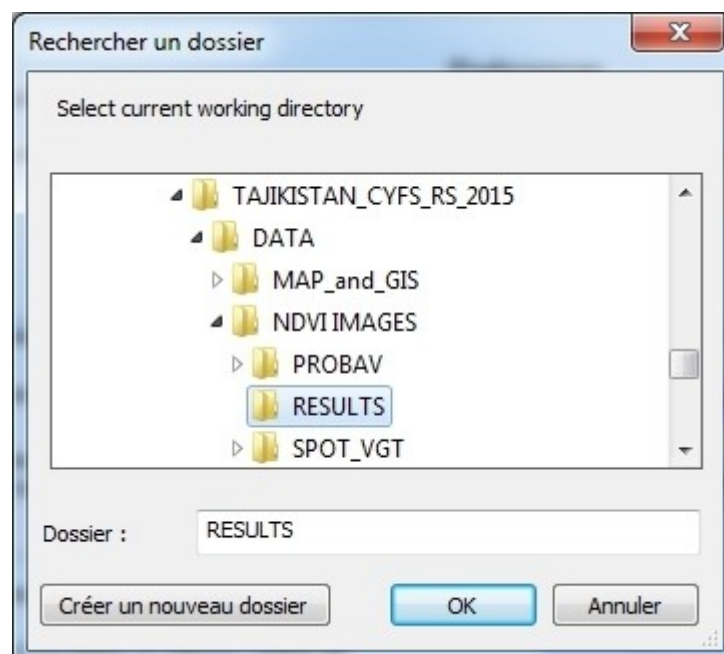 Rechercher un dossier
Select current working directory
TAJIKISTAN_CYFS_RS_2015
DATA
MAP_and_GIS
NDVI IMAGES
PROBAV
RESULTS
SPOT_VGT
Dossier : RESULTS
Créer un nouveau dossier OK Annuler